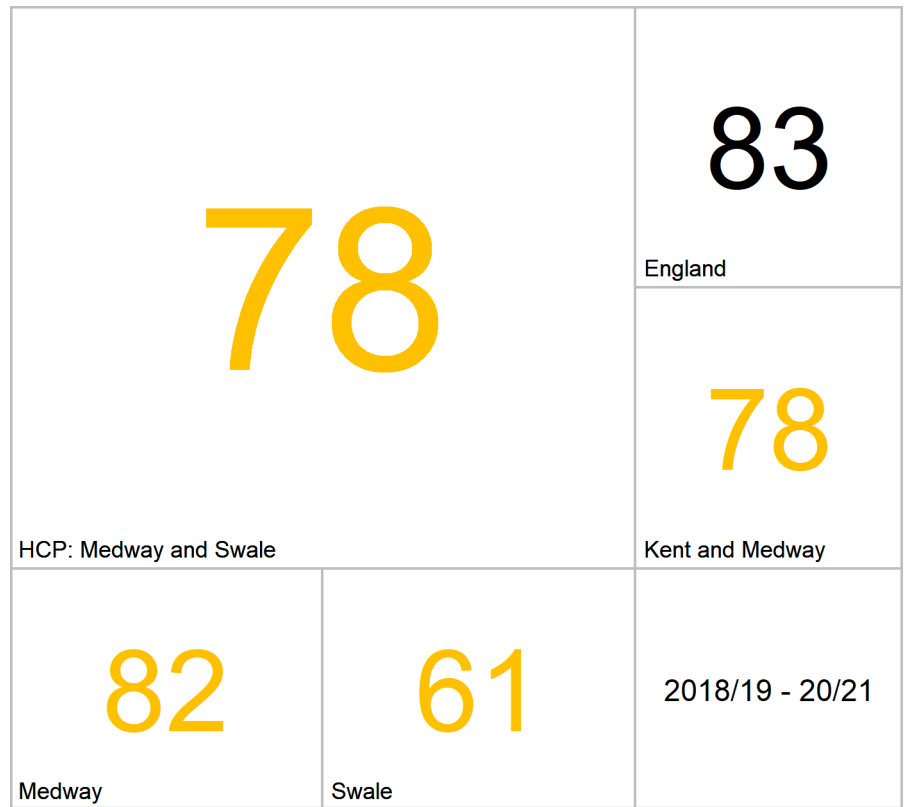 78
HCP: Medway and Swale
83
England
78
Kent and Medway
82
Medway
61
Swale
2018/19 - 20/21